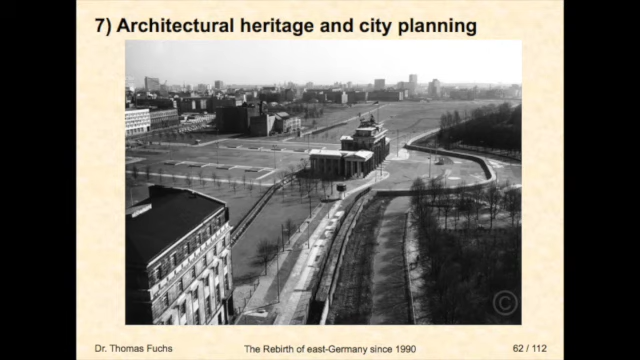 7) Architectural heritage and city planning
©
Dr. Thomas Fuchs
The Rebirth of east-Germany since 1990
62 / 112